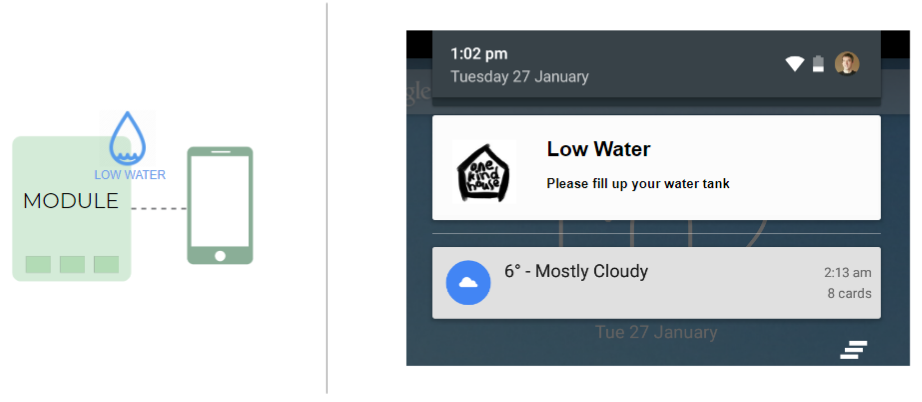 LOW WATER
MODULE
1:02 pm
Tuesday 27 January
gle
one
kind
house
Low Water
Please fill up your water tank
6° - Mostly Cloudy
2:13 am
8 cards
Tue 27 January